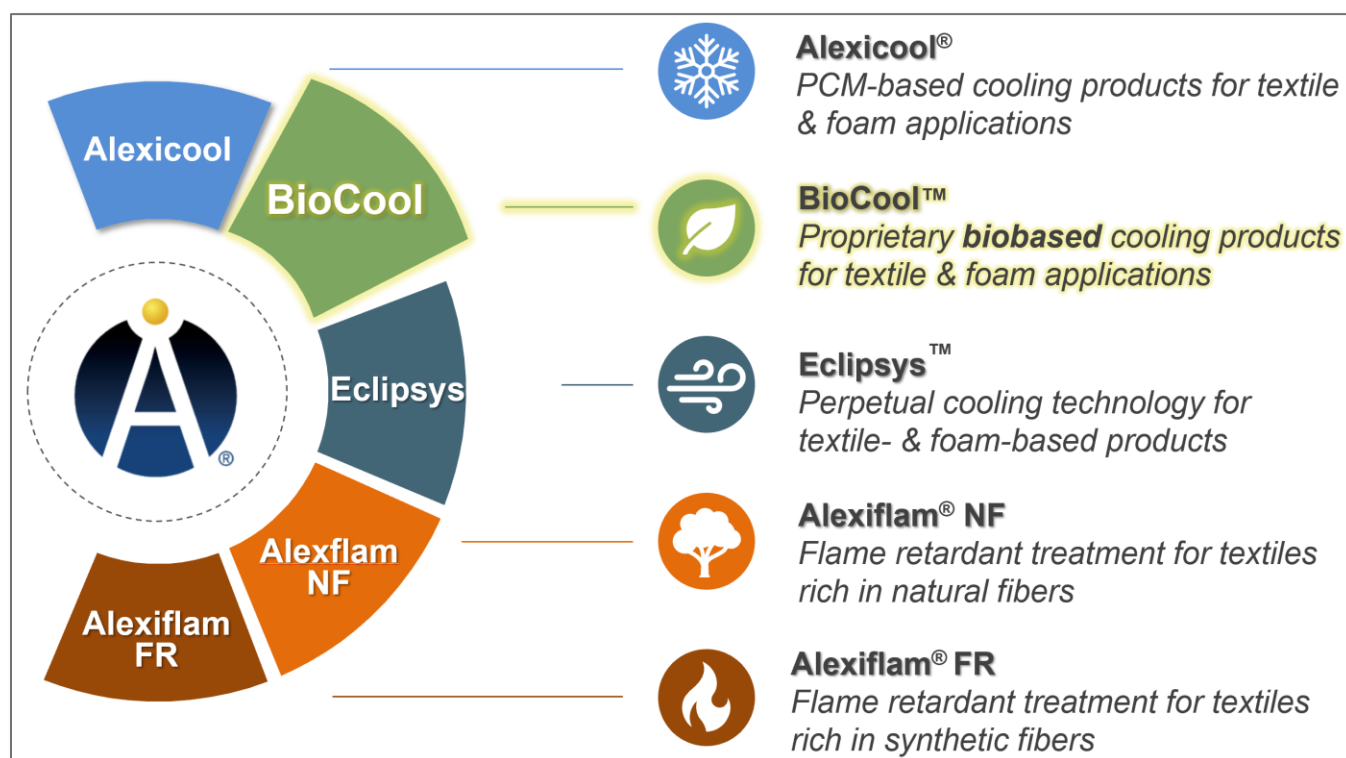 Alexicool
BioCool
Eclipsys
Alexflam
NF
Alexiflam
FR
®
Alexicool®
PCM-based cooling products for textile
& foam applications
BioCool™
Proprietary biobased cooling products
for textile & foam applications
Eclipsys™
Perpetual cooling technology for
textile- & foam-based products
Alexiflam® NF
Flame retardant treatment for textiles
rich in natural fibers
Alexiflam® FR
Flame retardant treatment for textiles
rich in synthetic fibers